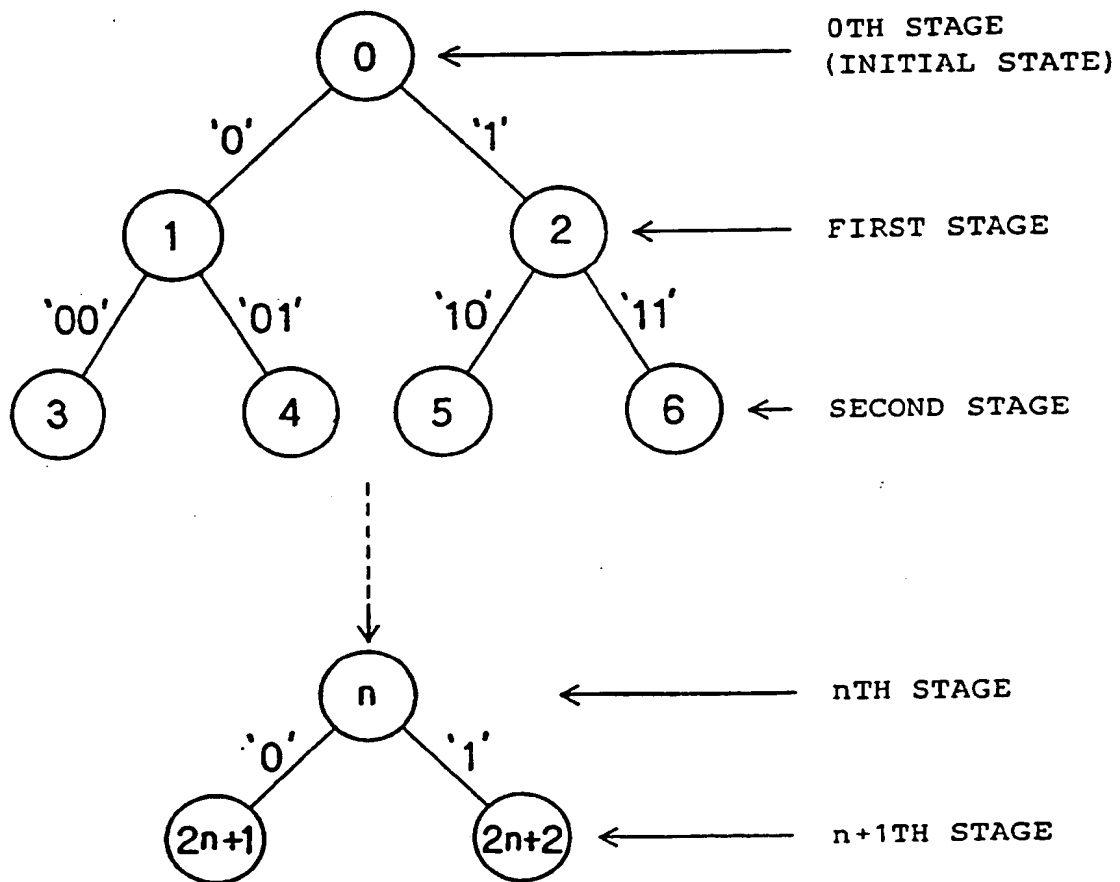 0TH STAGE
0
(INITIAL STATE)
'0'
'1'
1
2
FIRST STAGE
'00'
'01'
'10'
'11'
3
4
5
6
SECOND STAGE
n
nTH STAGE
'0'
'1'
2n+1
2n+2
n+1TH STAGE